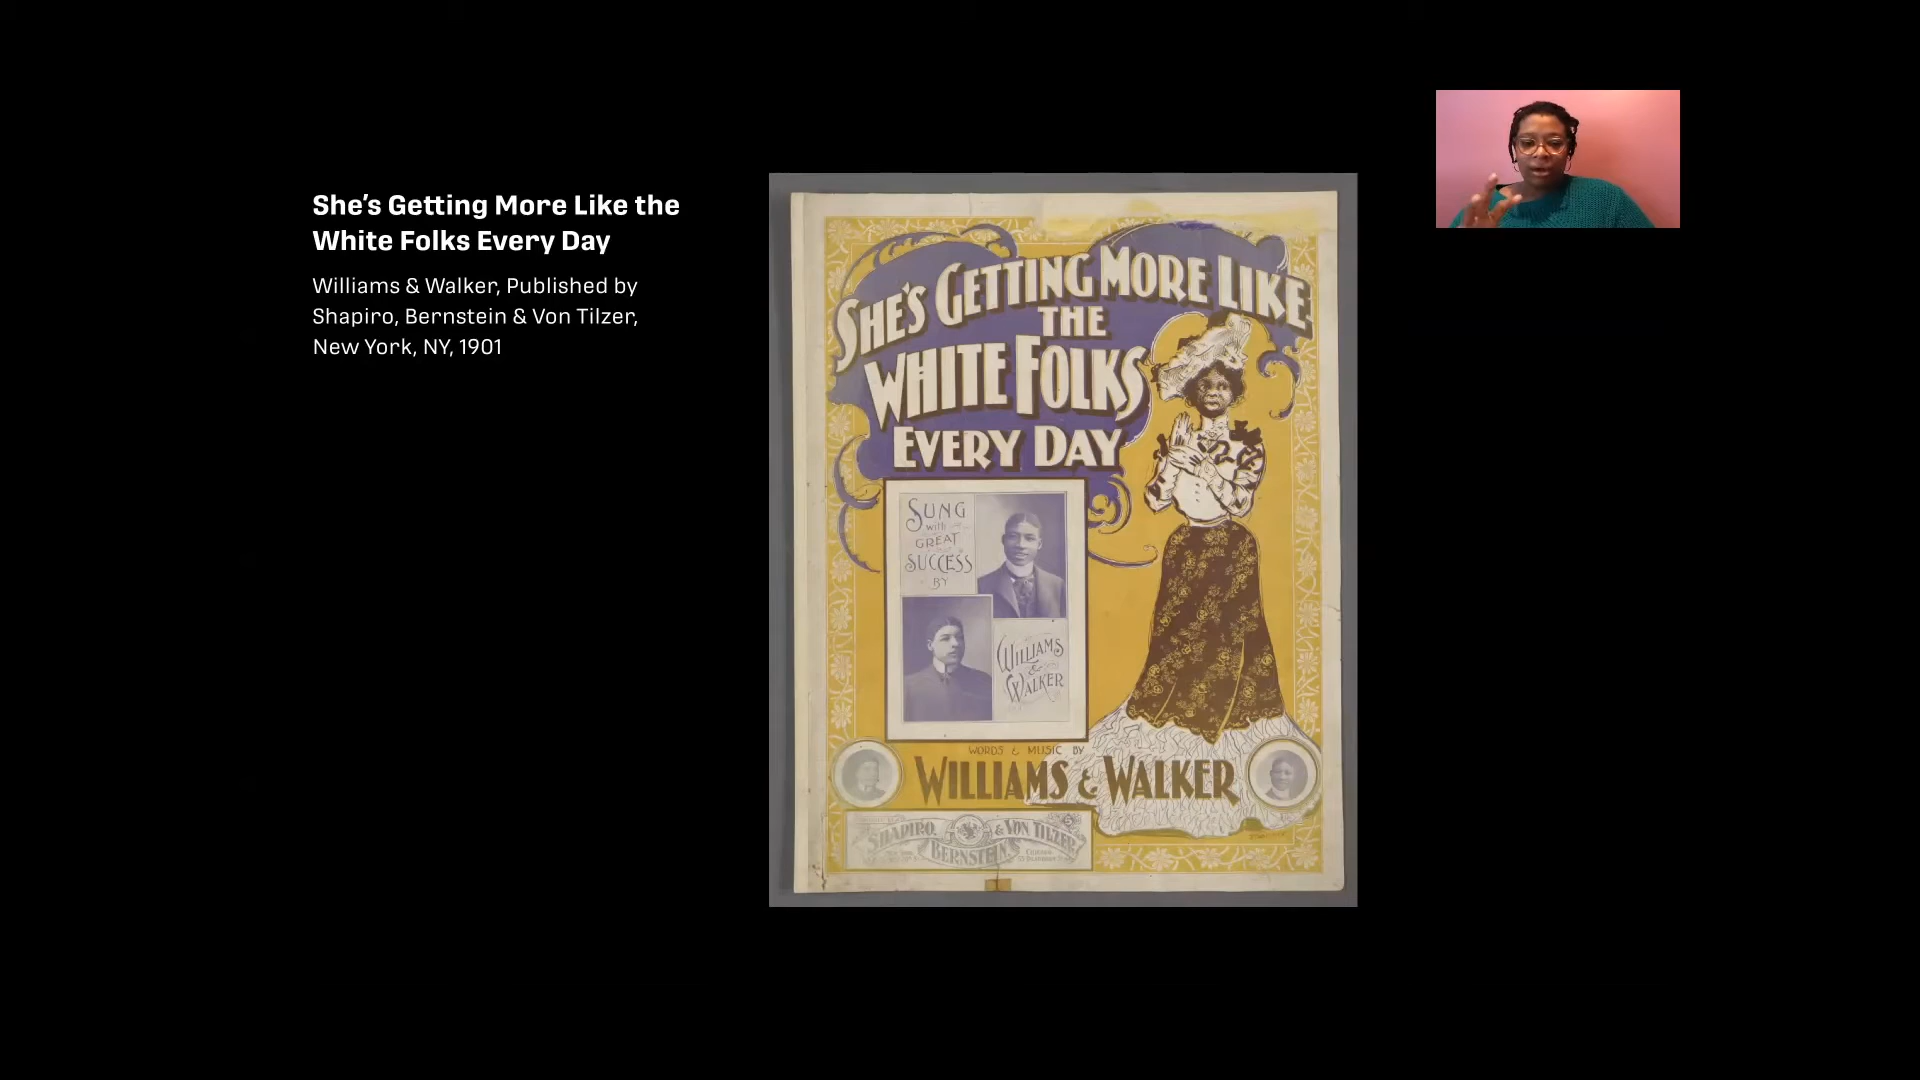 She's Getting More Like the
White Folks Every Day
Williams & Walker, Published by
Shapiro, Bernstein & Von Tilzer,
New York, NY, 1901
SHE'S GETTING MORE LIKE
THE
WHITE FOLKS
EVERY DAY
SUNG
with
GREAT
SUCCESS
BY
WILLIAMS
&
WALKER
WORDS & MUSIC BY
WILLIAMS & WALKER
SHAPIRO,
BERNSTEIN
& VON TILZER